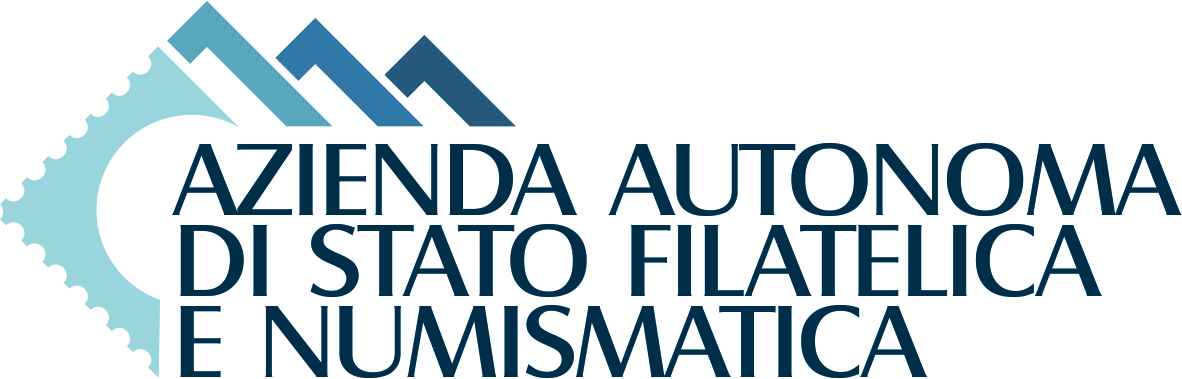 AZIENDA AUTONOMA
DI STATO FILATELICA
E NUMISMATICA